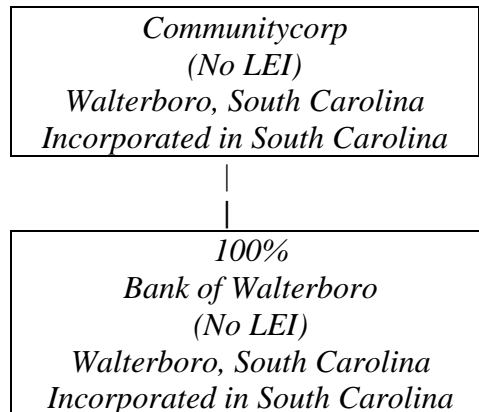 Communitycorp
(No LEI)
Walterboro, South Carolina
Incorporated in South Carolina
100%
Bank of Walterboro
(No LEI)
Walterboro, South Carolina
Incorporated in South Carolina